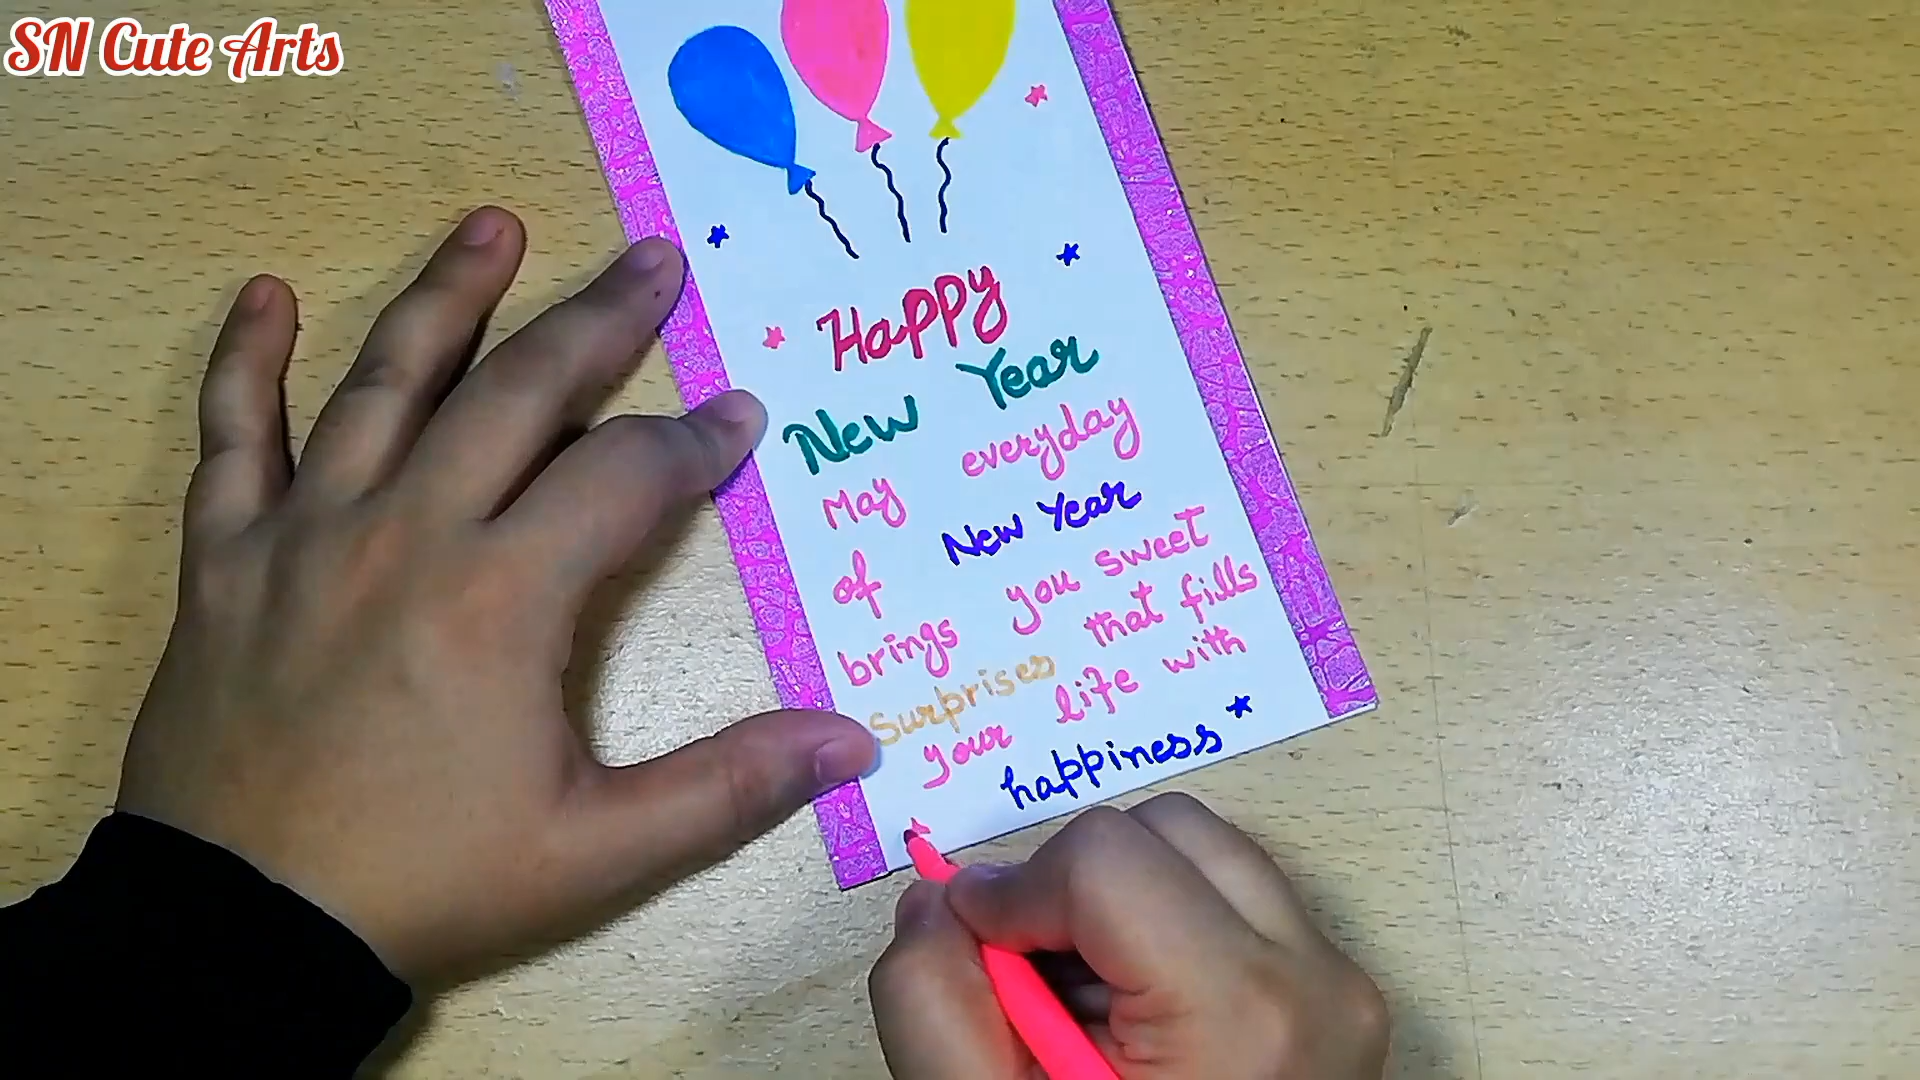 SN Cute Arts
Happy
New Year
May everyday
of New Year
brings you sweet
Surprises that fills
your life with
happiness